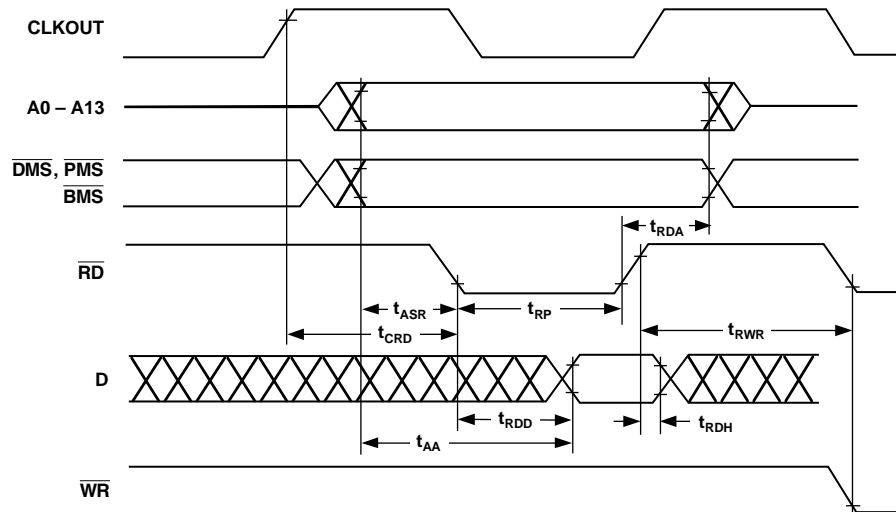 CLKOUT
A0 – A13
DMS, PMS
BMS
tRDA
RD
tASR
tRP
tCRD
tRWR
D
tRDD
tRDH
tAA
WR